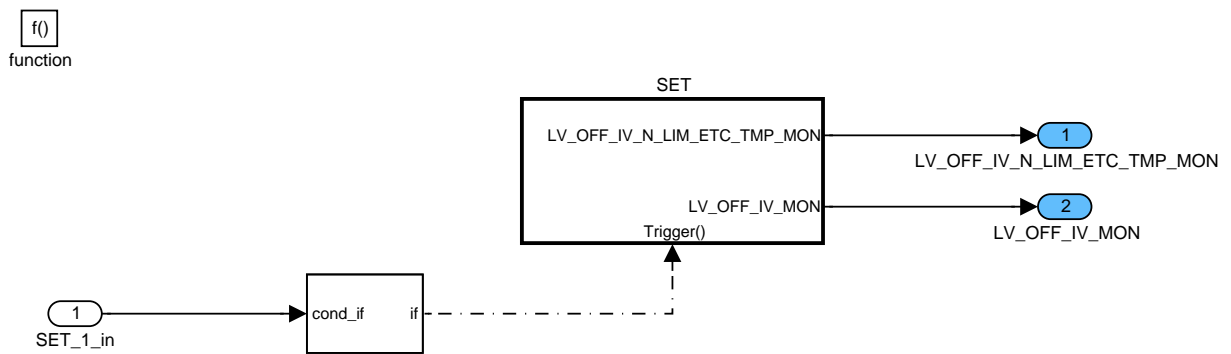 f()
function
SET
LV_OFF_IV_N_LIM_ETC_TMP_MON
1
LV_OFF_IV_N_LIM_ETC_TMP_MON
LV_OFF_IV_MON
2
Trigger()
LV_OFF_IV_MON
1
cond_if
if
SET_1_in